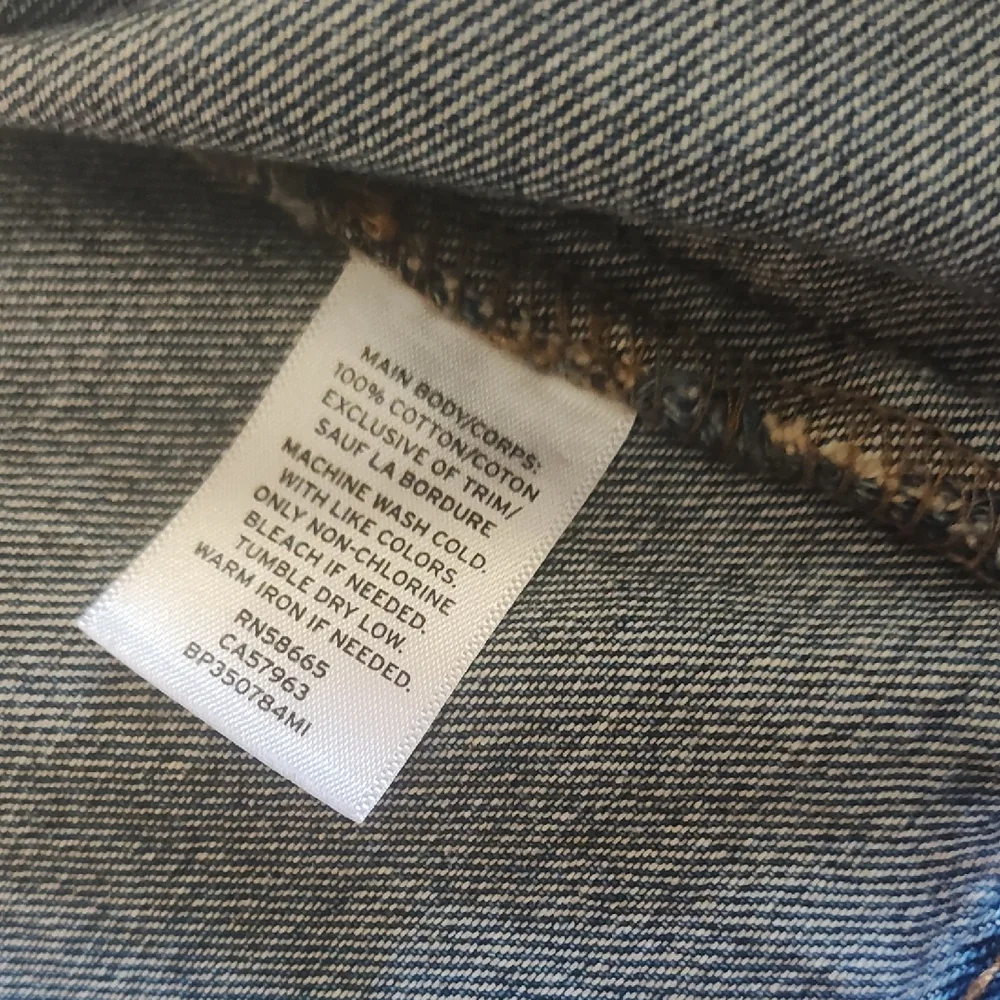 MAIN BODY/CORPS:
100% COTTON/COTON
EXCLUSIVE OF TRIM/
SAUF LA BORDURE
MACHINE WASH COLD.
WITH LIKE COLORS.
ONLY NON-CHLORINE
BLEACH IF NEEDED.
TUMBLE DRY LOW.
WARM IRON IF NEEDED.
RN58665
CA57963
BP350784MI